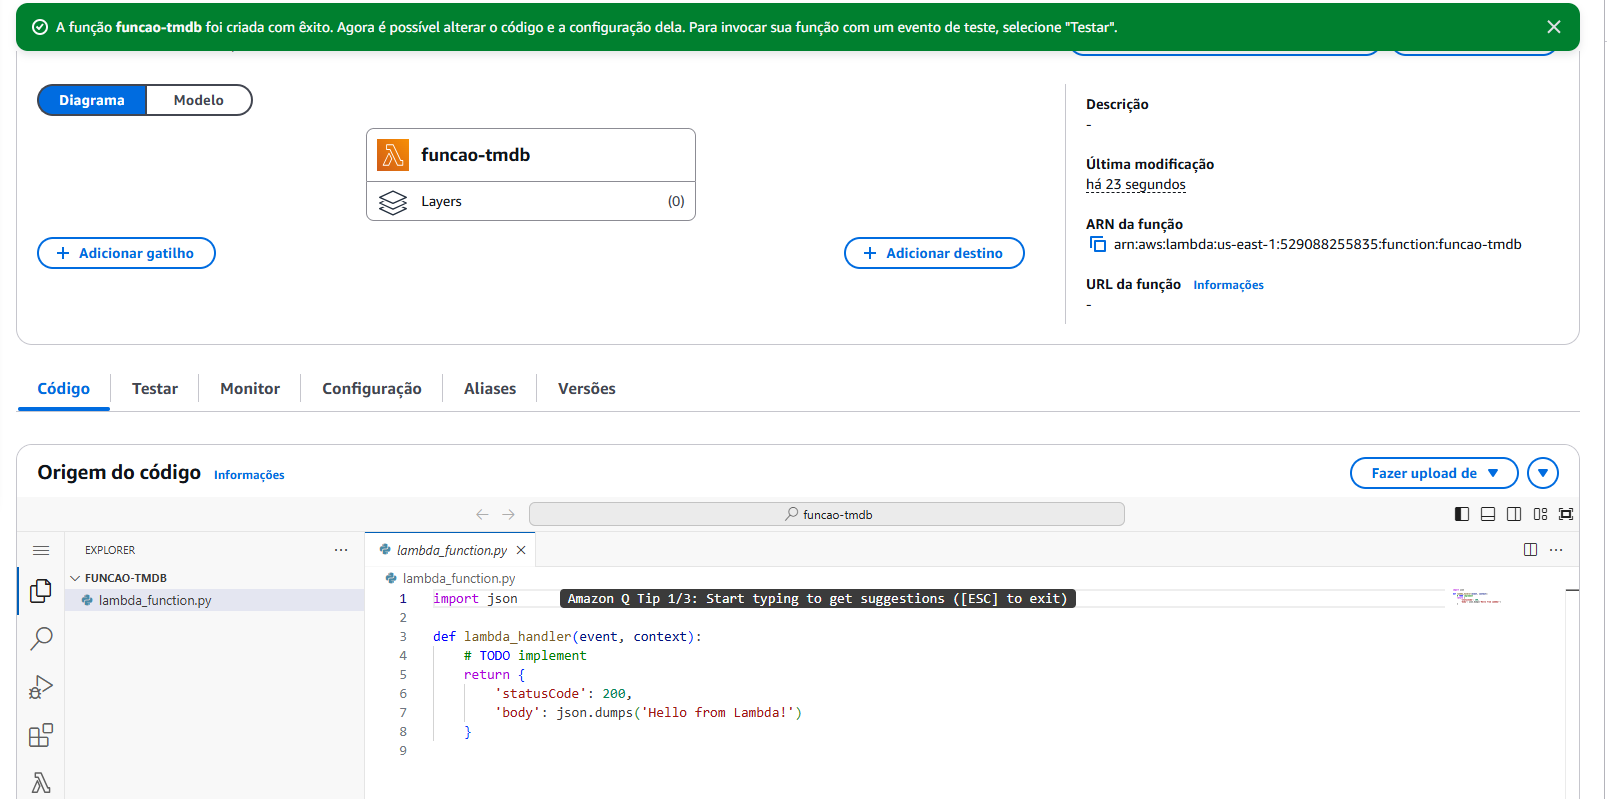 A função funcao-tmdb foi criada com êxito. Agora é possível alterar o código e a configuração dela. Para invocar sua função com um evento de teste, selecione "Testar".
Diagrama
Modelo
funcao-tmdb
Layers
(0)
Adicionar gatilho
Adicionar destino
Descrição
-
Última modificação
há 23 segundos
ARN da função
arn:aws:lambda:us-east-1:529088255835:function:funcao-tmdb
URL da função Informações
-
Código
Testar
Monitor
Configuração
Aliases
Versões
Origem do código Informações
Fazer upload de
funcao-tmdb
EXPLORER
FUNCAO-TMDB
lambda_function.py
lambda_function.py
lambda_function.py
1 import json
Amazon Q Tip 1/3: Start typing to get suggestions ([ESC] to exit)
2
3 def lambda_handler(event, context):
4 # TODO implement
5 return {
6 'statusCode': 200,
7 'body': json.dumps('Hello from Lambda!')
8 }
9